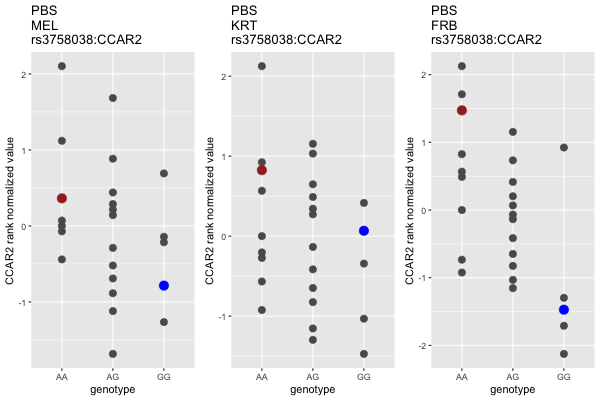 PBS
MEL
rs3758038:CCAR2
CCAR2 rank normalized value
2
1
0
-1
AA
AG
GG
genotype
PBS
KRT
rs3758038:CCAR2
CCAR2 rank normalized value
2
1
0
-1
AA
AG
GG
genotype
PBS
FRB
rs3758038:CCAR2
CCAR2 rank normalized value
2
1
0
-1
-2
AA
AG
GG
genotype